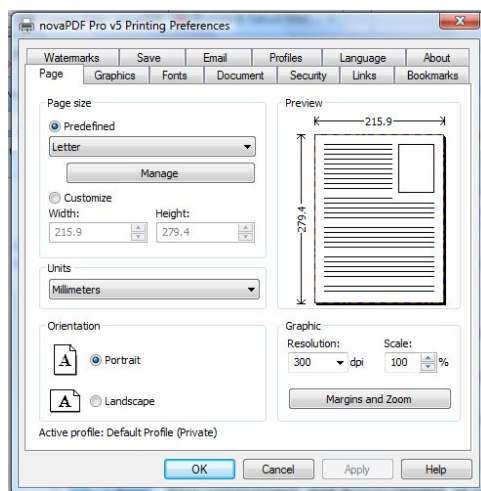 novaPDF Pro v5 Printing Preferences
Watermarks Save Email Profiles Language About
Page Graphics Fonts Document Security Links Bookmarks
Page size
Predefined
Letter
Manage
Customize
Width: Height:
215.9 279.4
Units
Millimeters
Orientation
A Portrait
A Landscape
Preview
215.9
279.4
Graphic
Resolution: Scale:
300 dpi 100 %
Margins and Zoom
Active profile: Default Profile (Private)
OK Cancel Apply Help